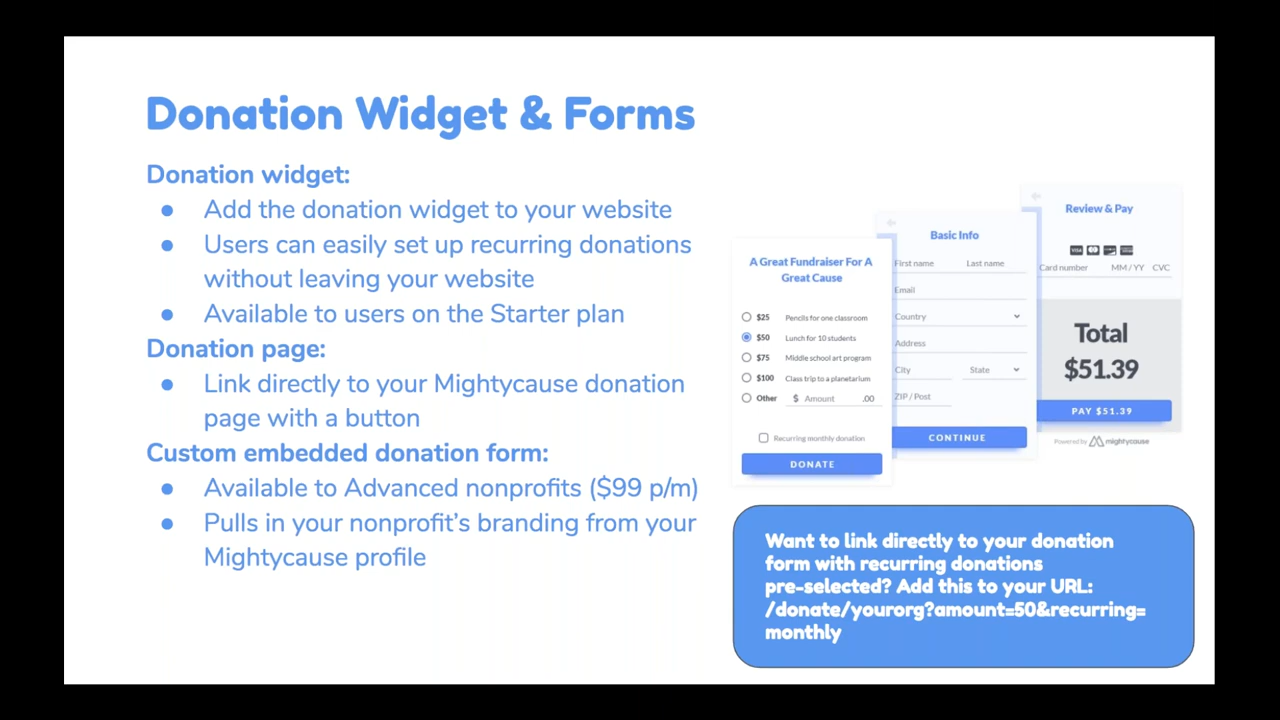 Donation Widget & Forms
Donation widget:
● Add the donation widget to your website
● Users can easily set up recurring donations
without leaving your website
● Available to users on the Starter plan
Donation page:
● Link directly to your Mightycause donation
page with a button
Custom embedded donation form:
● Available to Advanced nonprofits ($99 p/m)
● Pulls in your nonprofit’s branding from your
Mightycause profile
A Great Fundraiser For A
Great Cause
$25 Pencils for one classroom
$50 Lunch for 10 students
$75 Middle school art program
$100 Class trip to a planetarium
Other $ Amount .00
Recurring monthly donation
DONATE
Basic Info
First name Last name
Email
Country
Address
City State
ZIP / Post
CONTINUE
Review & Pay
VISA
Card number MM / YY CVC
Total
$51.39
PAY $51.39
Powered by mightycause
Want to link directly to your donation
form with recurring donations
pre-selected? Add this to your URL:
/donate/yourorg?amount=50&recurring=
monthly